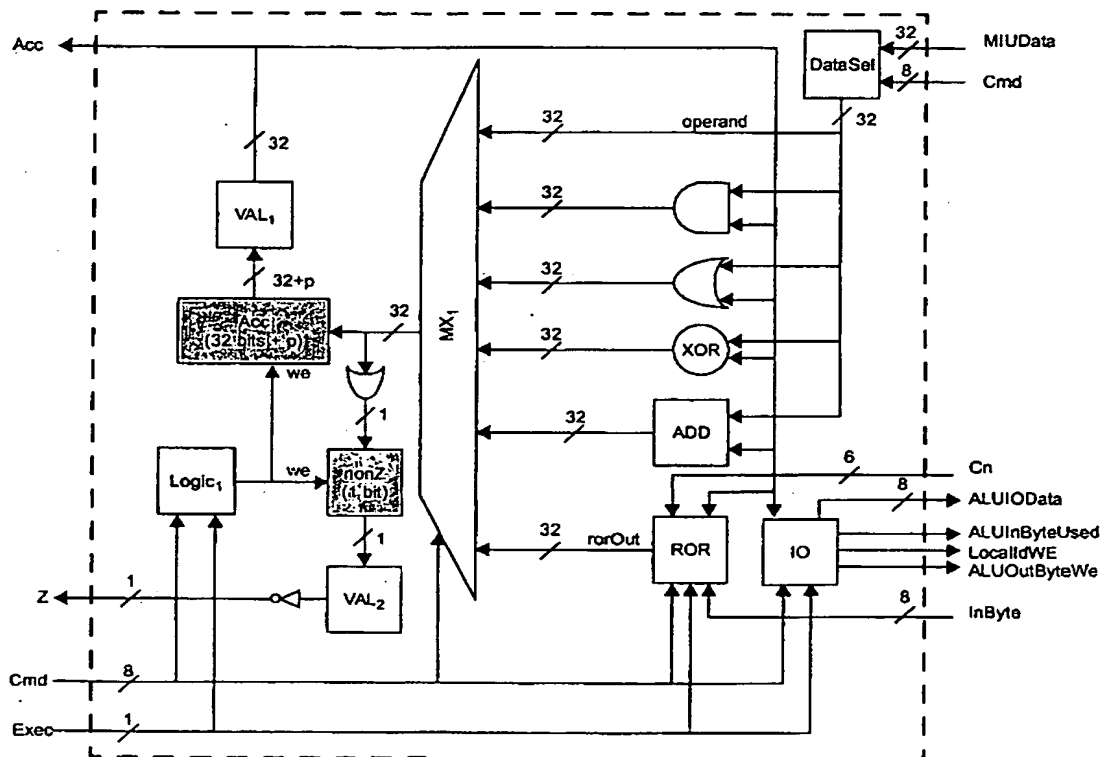 Acc
32
MIUData
DataSel
8
Cmd
32
32
operand
32
VAL₁
32
32+p
32
Acc
(32 bits + p)
32
MX₁
32
XOR
we
1
32
ADD
Logic₁
we
nonZ
(1 bit)
6
Cn
8
ALUIOData
1
32
rorOut
ROR
IO
ALUInByteUsed
LocalIdWE
ALUOutByteWe
Z
1
VAL₂
8
InByte
Cmd
8
Exec
1